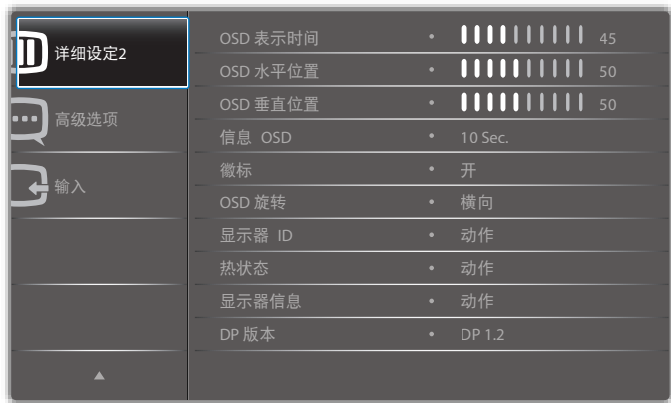 详细设定2
高级选项
输入
OSD 表示时间 • 45
OSD 水平位置 • 50
OSD 垂直位置 • 50
信息 OSD • 10 Sec.
徽标 • 开
OSD 旋转 • 横向
显示器 ID • 动作
热状态 • 动作
显示器信息 • 动作
DP 版本 • DP 1.2